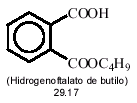 COOH
COOC₄H₉
(Hidrogenoftalato de butilo)
29.17